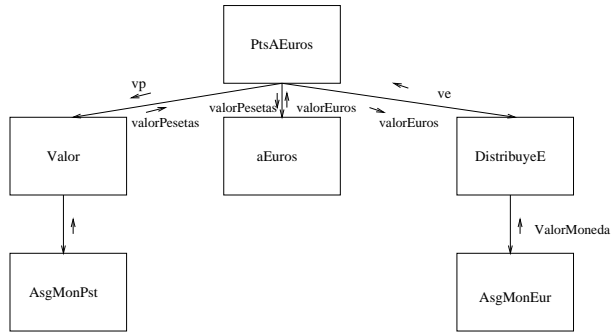 PtsAEuros
vp
ve
valorPesetas
valorPesetas
valorEuros
valorEuros
Valor
aEuros
DistribuyeE
ValorMoneda
AsgMonPst
AsgMonEur